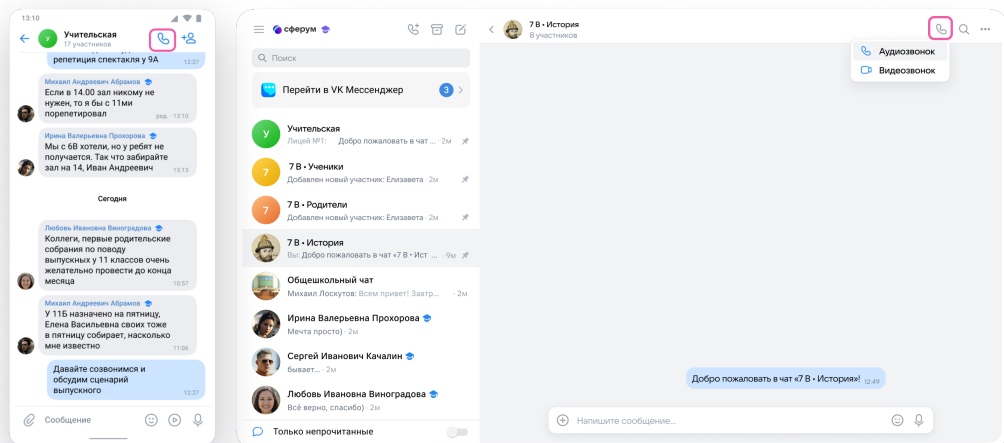 13:10
Учительская
17 участников
репетиция спектакля у 9А
12:27
Михаил Андреевич Абрамов
Если в 14.00 зал никому не
нужен, то я бы с 11ми
порепетировал
ред. · 13:10
Ирина Валерьевна Прохорова
Мы с 6В хотели, но у ребят не
получается. Так что забирайте
зал на 14, Иван Андреевич
13:13
Сегодня
Любовь Ивановна Виноградова
Коллеги, первые родительские
собрания по поводу
выпускных у 11 классов очень
желательно провести до конца
месяца
10:57
Михаил Андреевич Абрамов
У 11Б назначено на пятницу,
Елена Васильевна своих тоже
в пятницу собирает, насколько
мне известно
11:06
Давайте созвонимся и
обсудим сценарий
выпускного
12:27
Сообщение
сферум
Поиск
Перейти в VK Мессенджер
3
У
Учительская
Лицей №1: Добро пожаловать в чат ... · 2м
7
7 В • Ученики
Добавлен новый участник: Елизавета · 2м
7
7 В • Родители
Добавлен новый участник: Елизавета · 2м
7 В • История
Вы: Добро пожаловать в чат «7 В • Ист ... · 9м
Общешкольный чат
Михаил Лоскутов: Всем привет! Завтр... · 2м
Ирина Валерьевна Прохорова
Мечта просто) · 2м
Сергей Иванович Качалин
бывает... · 2м
Любовь Ивановна Виноградова
Всё верно, спасибо) · 2м
Только непрочитанные
7 В • История
8 участников
Аудиозвонок
Видеозвонок
Добро пожаловать в чат «7 В • История»! 12:49
Напишите сообщение...